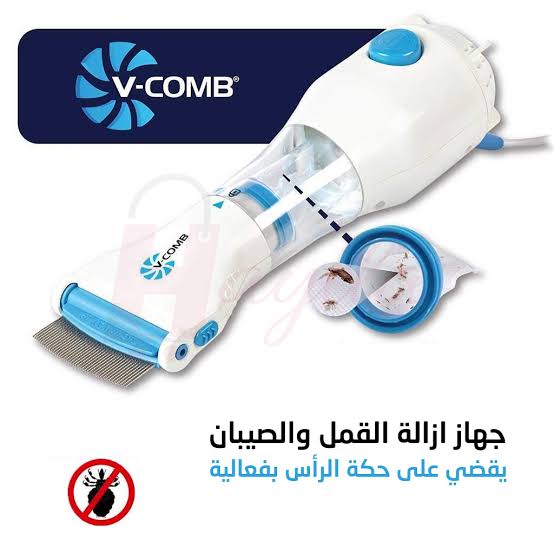 V-COMB®
V-COMB
جهاز ازالة القمل والصيبان
يقضي على حكة الرأس بفعالية